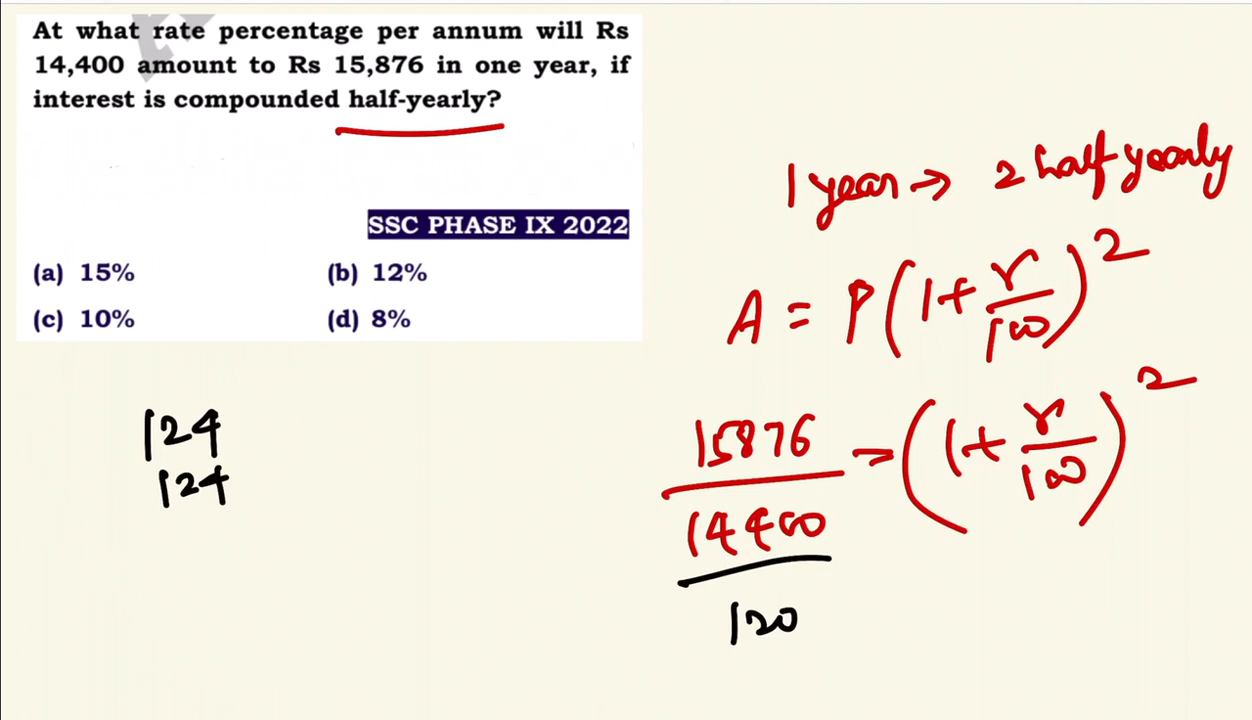 At what rate percentage per annum will Rs
14,400 amount to Rs 15,876 in one year, if
interest is compounded half-yearly?
SSC PHASE IX 2022
(a) 15% (b) 12%
(c) 10% (d) 8%
1 year → 2 half yearly
A = P(1+r/100)²
15876/14400 = (1+r/100)²
120
124
124